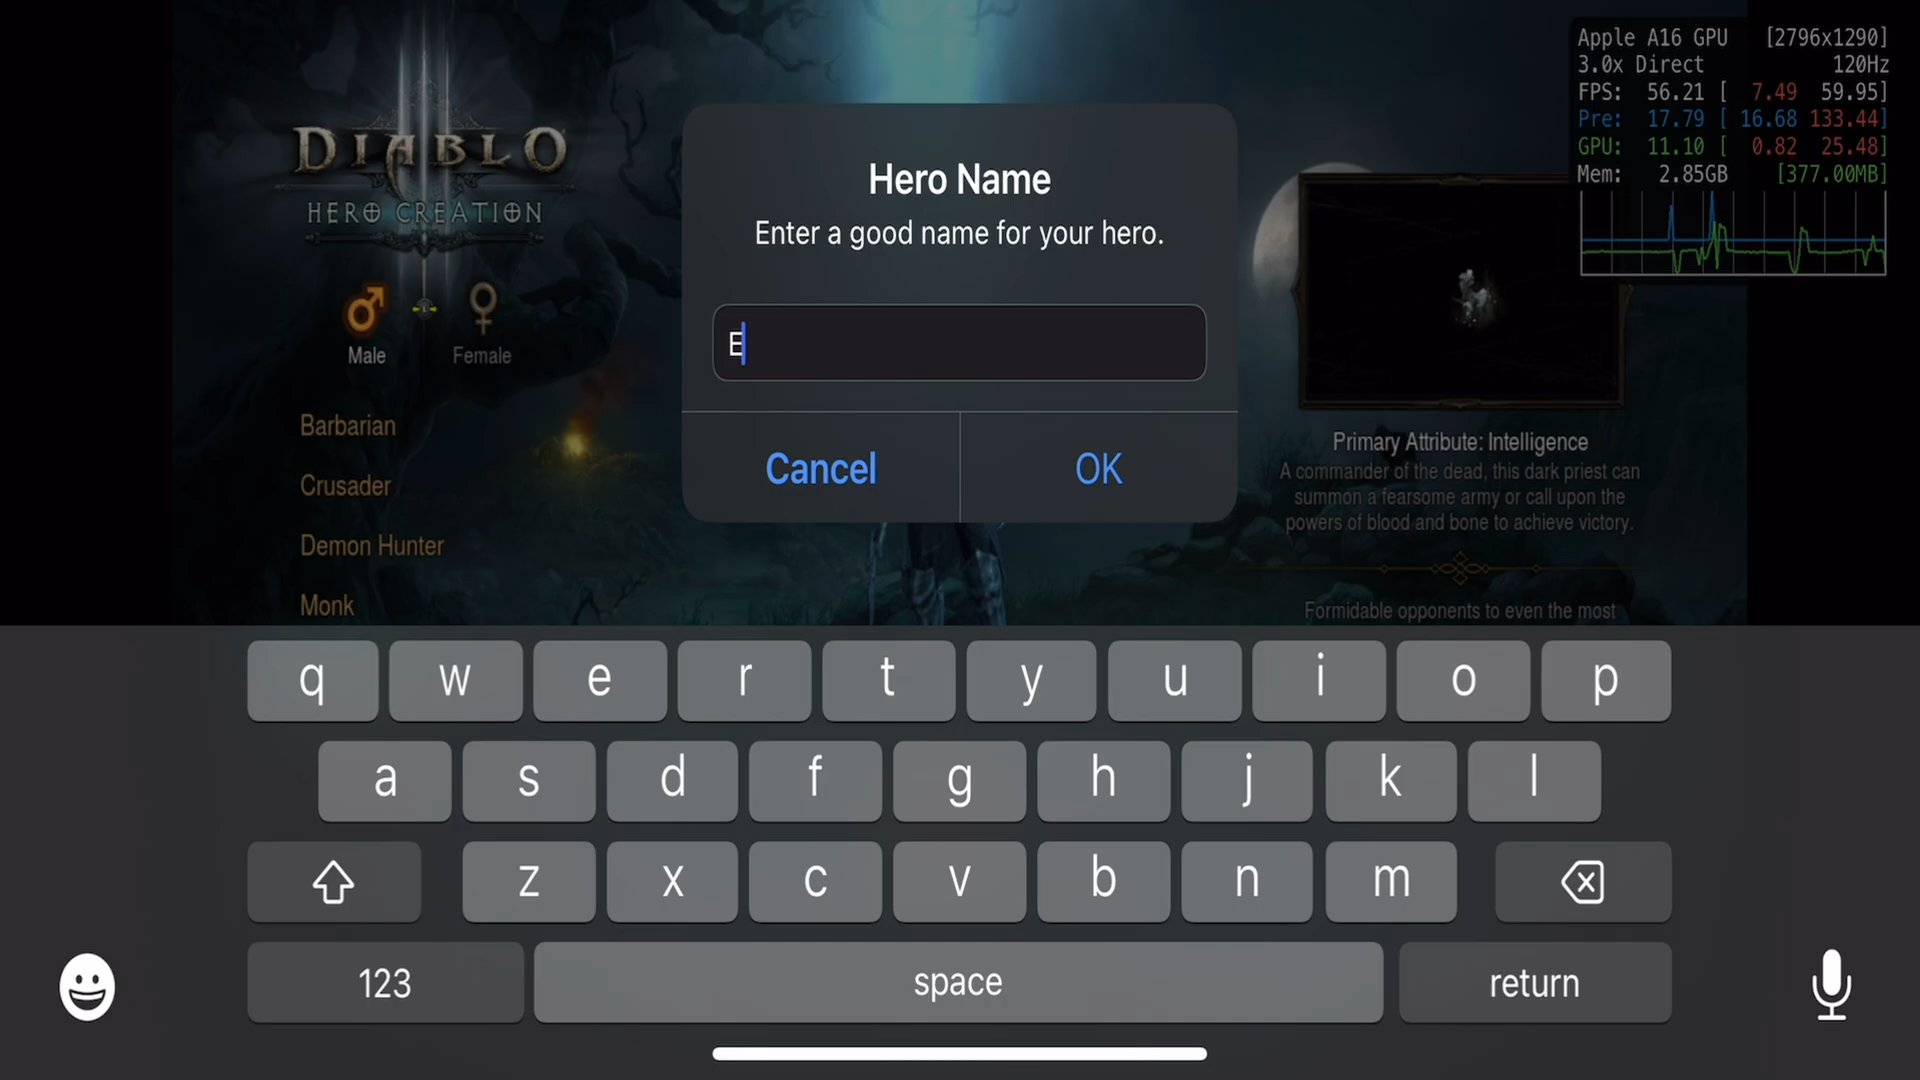 DIABLO
HERO CREATION
Male
Female
Barbarian
Crusader
Demon Hunter
Monk
Hero Name
Enter a good name for your hero.
E
Cancel
OK
Apple A16 GPU [2796x1290]
3.0x Direct 120Hz
FPS: 56.21 [ 7.49 59.95]
Pre: 17.79 [ 16.68 133.44]
GPU: 11.10 [ 0.82 25.48]
Mem: 2.85GB [377.00MB]
Primary Attribute: Intelligence
A commander of the dead, this dark priest can
summon a fearsome army or call upon the
powers of blood and bone to achieve victory.
Formidable opponents to even the most
q w e r t y u i o p
a s d f g h j k l
z x c v b n m
123 space return